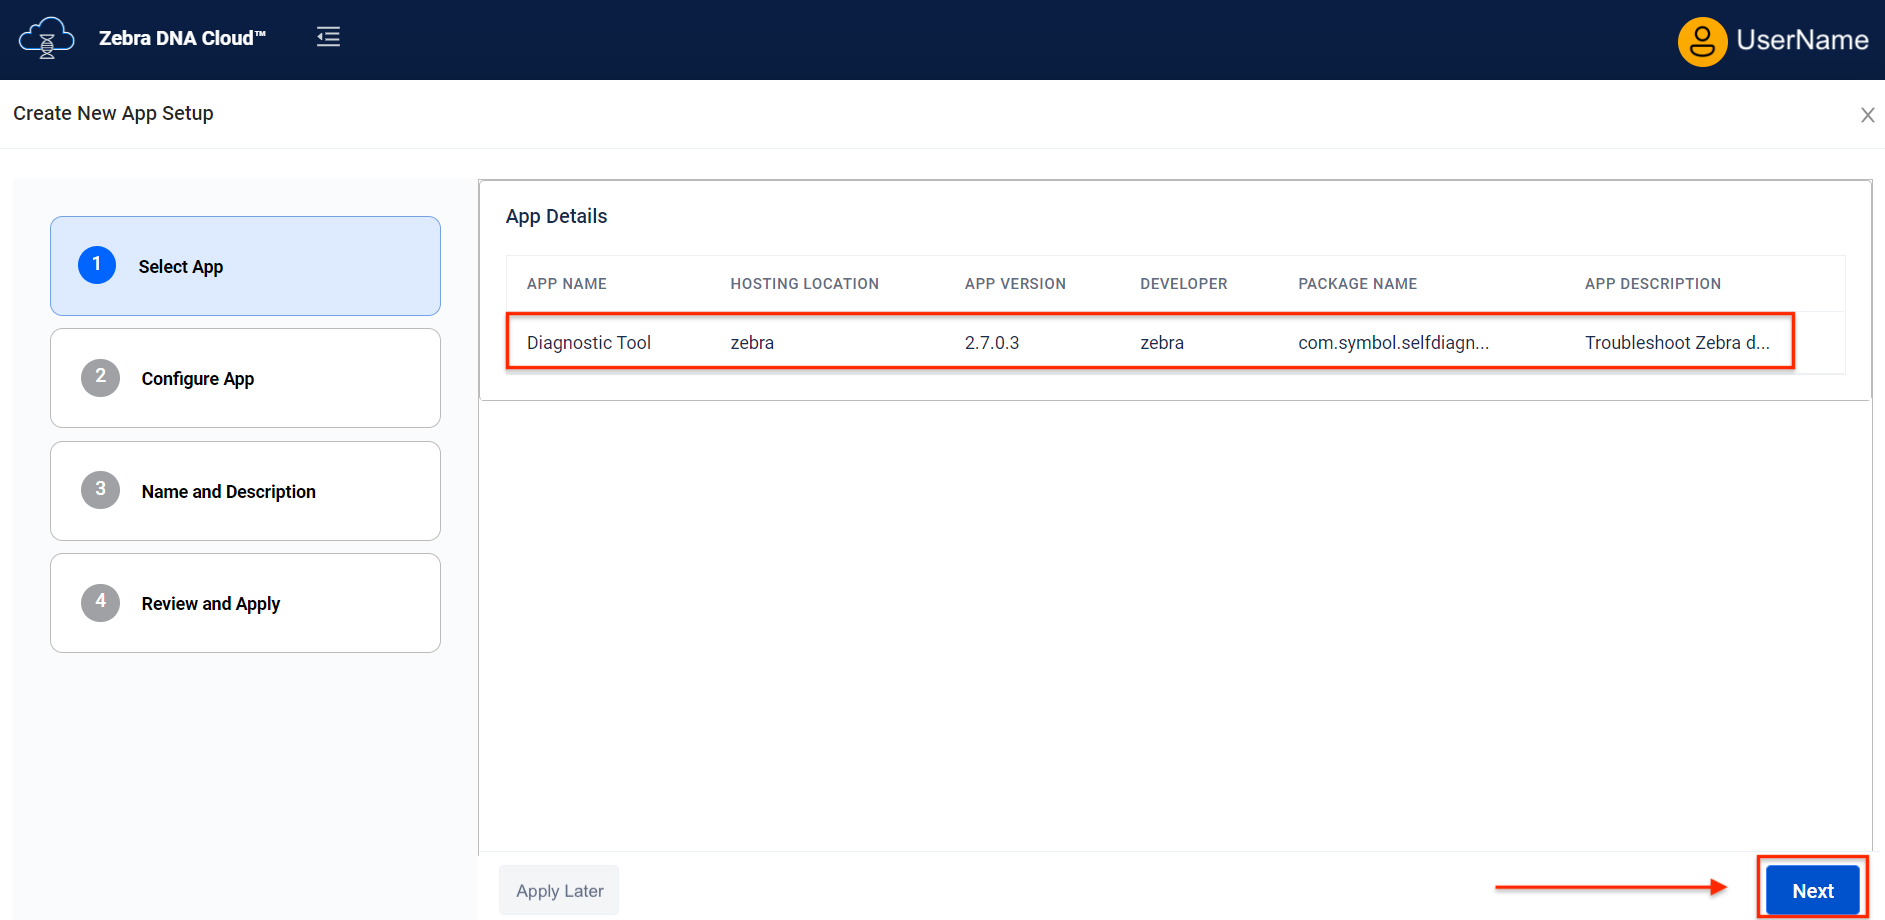 Zebra DNA Cloud™
UserName
Create New App Setup
1 Select App
2 Configure App
3 Name and Description
4 Review and Apply
App Details
APP NAME HOSTING LOCATION APP VERSION DEVELOPER PACKAGE NAME APP DESCRIPTION
Diagnostic Tool zebra 2.7.0.3 zebra com.symbol.selfdiagn... Troubleshoot Zebra d...
Apply Later
Next